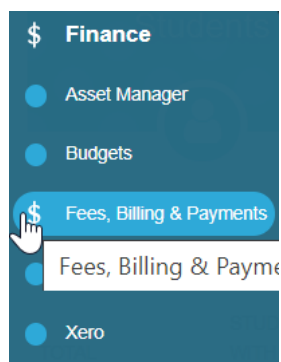 $ Finance
Asset Manager
Budgets
$ Fees, Billing & Payments
Fees, Billing & Payme
Xero